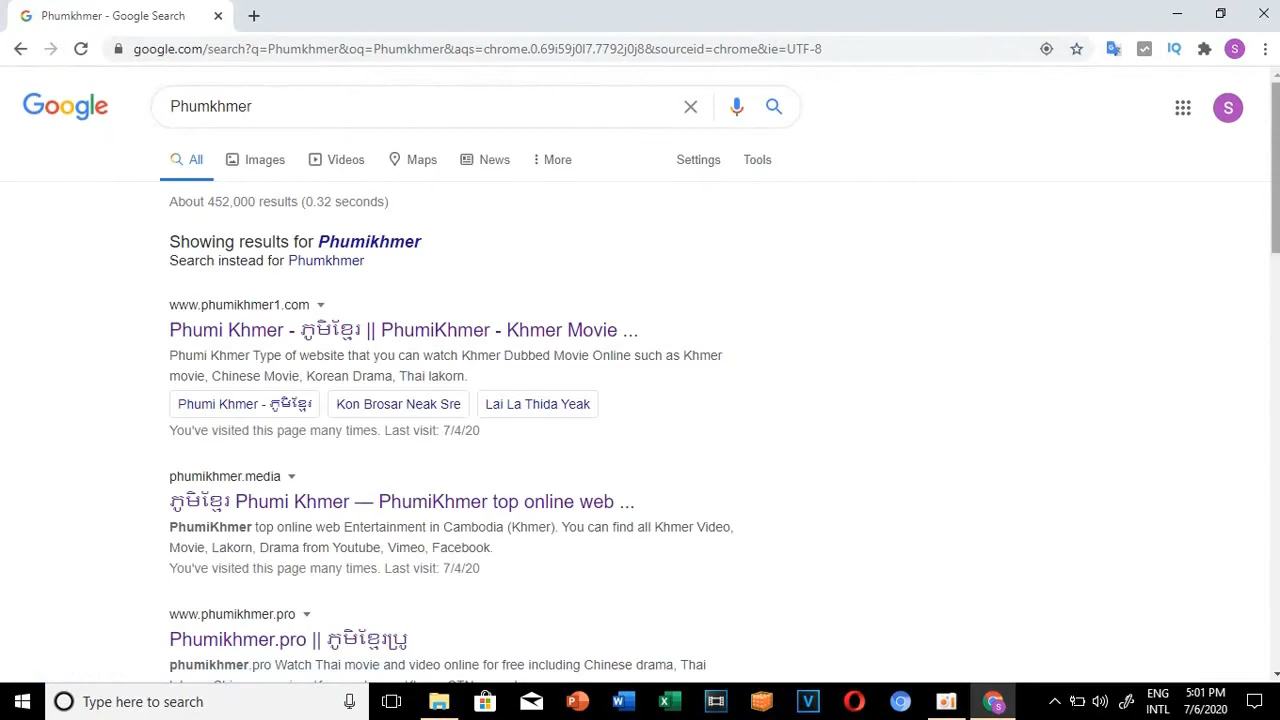 Phumkhmer - Google Search
google.com/search?q=Phumkhmer&oq=Phumkhmer&aqs=chrome.0.69i59j0l7.7792j0j8&sourceid=chrome&ie=UTF-8
IQ
S
Google
Phumkhmer
S
All Images Videos Maps News More Settings Tools
About 452,000 results (0.32 seconds)
Showing results for Phumikhmer
Search instead for Phumkhmer
www.phumikhmer1.com
Phumi Khmer - ភូមិខ្មែរ || PhumiKhmer - Khmer Movie ...
Phumi Khmer Type of website that you can watch Khmer Dubbed Movie Online such as Khmer
movie, Chinese Movie, Korean Drama, Thai lakorn.
Phumi Khmer - ភូមិខ្មែរ Kon Brosar Neak Sre Lai La Thida Yeak
You've visited this page many times. Last visit: 7/4/20
phumikhmer.media
ភូមិខ្មែរ Phumi Khmer — PhumiKhmer top online web ...
PhumiKhmer top online web Entertainment in Cambodia (Khmer). You can find all Khmer Video,
Movie, Lakorn, Drama from Youtube, Vimeo, Facebook.
You've visited this page many times. Last visit: 7/4/20
www.phumikhmer.pro
Phumikhmer.pro || ភូមិខ្មែរប្រូ
phumikhmer.pro Watch Thai movie and video online for free including Chinese drama, Thai
Type here to search
ENG 5:01 PM
INTL 7/6/2020